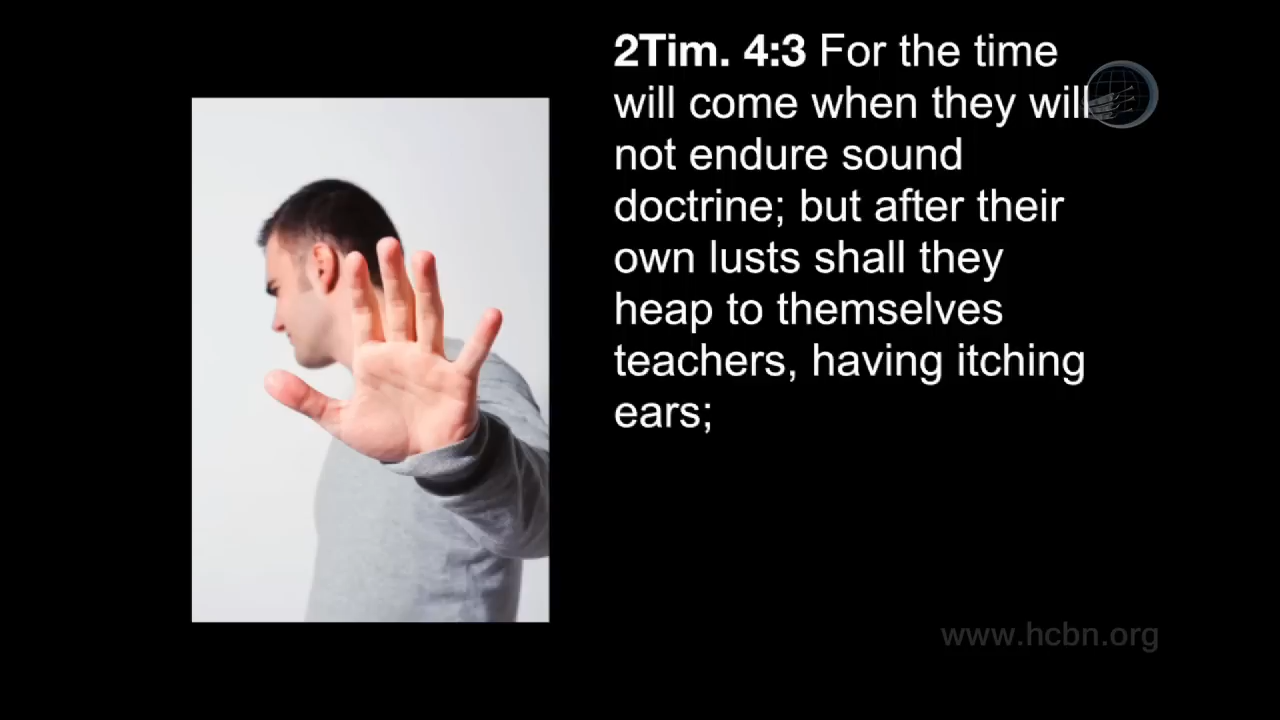 2Tim. 4:3 For the time
will come when they will
not endure sound
doctrine; but after their
own lusts shall they
heap to themselves
teachers, having itching
ears;
www.hcbn.org